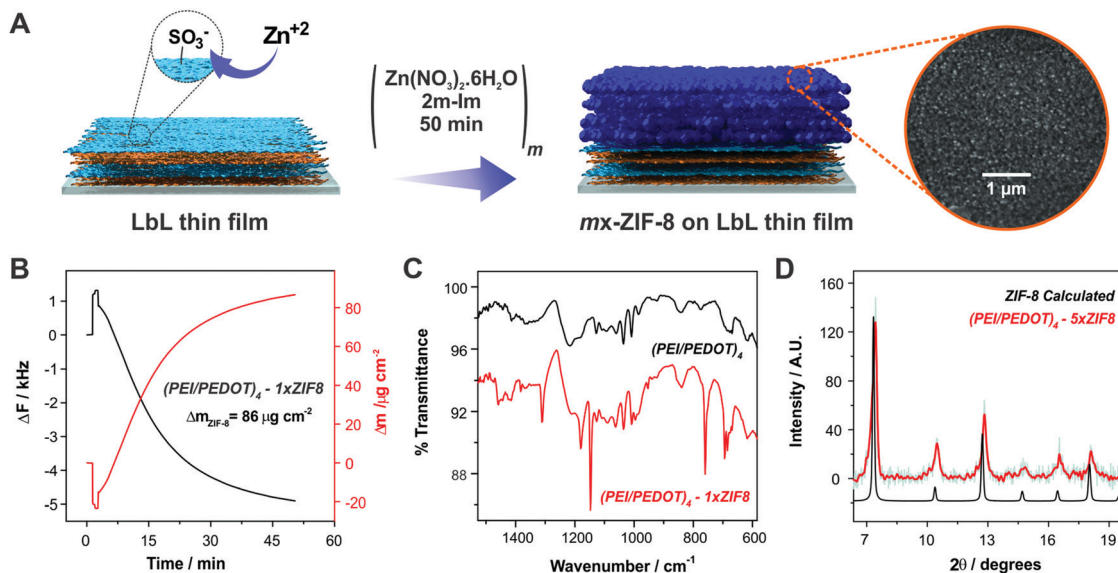 A
SO₃⁻
Zn⁺²
Zn(NO₃)₂.6H₂O
2m-Im
50 min
m
1 µm
LbL thin film
mx-ZIF-8 on LbL thin film
B
1
0
-1
-2
-3
-4
-5
ΔF / kHz
0
15
30
45
60
Time / min
80
60
40
20
0
-20
Δm /µg cm⁻²
(PEI/PEDOT)₄ - 1xZIF8
Δm_ZIF-8= 86 µg cm⁻²
C
100
96
92
88
% Transmittance
1400
1200
1000
800
600
Wavenumber / cm⁻¹
(PEI/PEDOT)₄
(PEI/PEDOT)₄ - 1xZIF8
D
160
120
80
40
0
Intensity / A.U.
7
10
13
16
19
2θ / degrees
ZIF-8 Calculated
(PEI/PEDOT)₄ - 5xZIF8